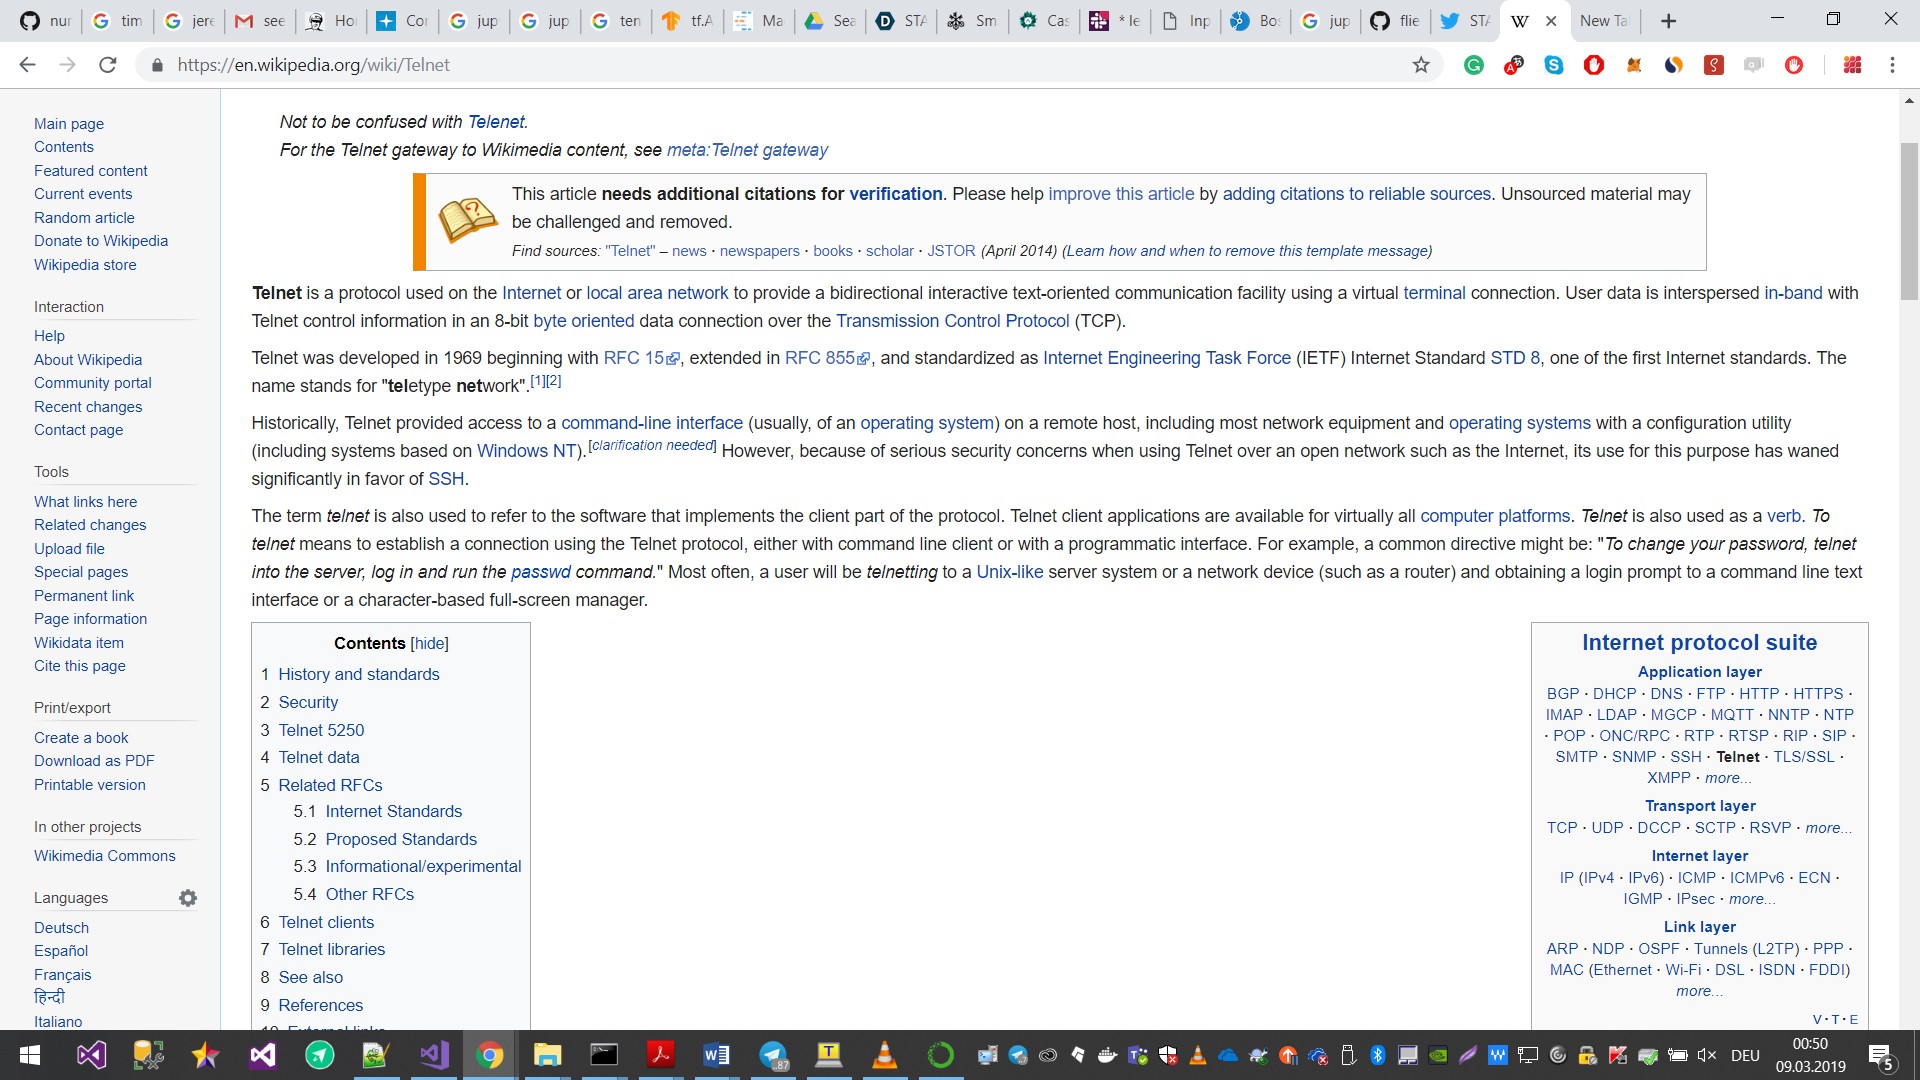 nur
tim
jere
see
Ho
Cor
jup
jup
ten
tf.A
Ma
Sea
STA
Sm
Cas
* le
Inp
Bos
jup
flie
STA
New Ta
https://en.wikipedia.org/wiki/Telnet
Main page
Contents
Featured content
Current events
Random article
Donate to Wikipedia
Wikipedia store
Interaction
Help
About Wikipedia
Community portal
Recent changes
Contact page
Tools
What links here
Related changes
Upload file
Special pages
Permanent link
Page information
Wikidata item
Cite this page
Print/export
Create a book
Download as PDF
Printable version
In other projects
Wikimedia Commons
Languages
Deutsch
Español
Français
हिन्दी
Italiano
Not to be confused with Telenet.
For the Telnet gateway to Wikimedia content, see meta:Telnet gateway
This article needs additional citations for verification. Please help improve this article by adding citations to reliable sources. Unsourced material may
be challenged and removed.
Find sources: "Telnet" – news · newspapers · books · scholar · JSTOR (April 2014) (Learn how and when to remove this template message)
Telnet is a protocol used on the Internet or local area network to provide a bidirectional interactive text-oriented communication facility using a virtual terminal connection. User data is interspersed in-band with
Telnet control information in an 8-bit byte oriented data connection over the Transmission Control Protocol (TCP).
Telnet was developed in 1969 beginning with RFC 15, extended in RFC 855, and standardized as Internet Engineering Task Force (IETF) Internet Standard STD 8, one of the first Internet standards. The
name stands for "teletype network".[1][2]
Historically, Telnet provided access to a command-line interface (usually, of an operating system) on a remote host, including most network equipment and operating systems with a configuration utility
(including systems based on Windows NT).[clarification needed] However, because of serious security concerns when using Telnet over an open network such as the Internet, its use for this purpose has waned
significantly in favor of SSH.
The term telnet is also used to refer to the software that implements the client part of the protocol. Telnet client applications are available for virtually all computer platforms. Telnet is also used as a verb. To
telnet means to establish a connection using the Telnet protocol, either with command line client or with a programmatic interface. For example, a common directive might be: "To change your password, telnet
into the server, log in and run the passwd command." Most often, a user will be telnetting to a Unix-like server system or a network device (such as a router) and obtaining a login prompt to a command line text
interface or a character-based full-screen manager.
Contents [hide]
1 History and standards
2 Security
3 Telnet 5250
4 Telnet data
5 Related RFCs
5.1 Internet Standards
5.2 Proposed Standards
5.3 Informational/experimental
5.4 Other RFCs
6 Telnet clients
7 Telnet libraries
8 See also
9 References
10 External links
Internet protocol suite
Application layer
BGP · DHCP · DNS · FTP · HTTP · HTTPS ·
IMAP · LDAP · MGCP · MQTT · NNTP · NTP
· POP · ONC/RPC · RTP · RTSP · RIP · SIP ·
SMTP · SNMP · SSH · Telnet · TLS/SSL ·
XMPP · more...
Transport layer
TCP · UDP · DCCP · SCTP · RSVP · more...
Internet layer
IP (IPv4 · IPv6) · ICMP · ICMPv6 · ECN ·
IGMP · IPsec · more...
Link layer
ARP · NDP · OSPF · Tunnels (L2TP) · PPP ·
MAC (Ethernet · Wi-Fi · DSL · ISDN · FDDI)
more...
V · T · E
87
DEU
00:50
09.03.2019
5